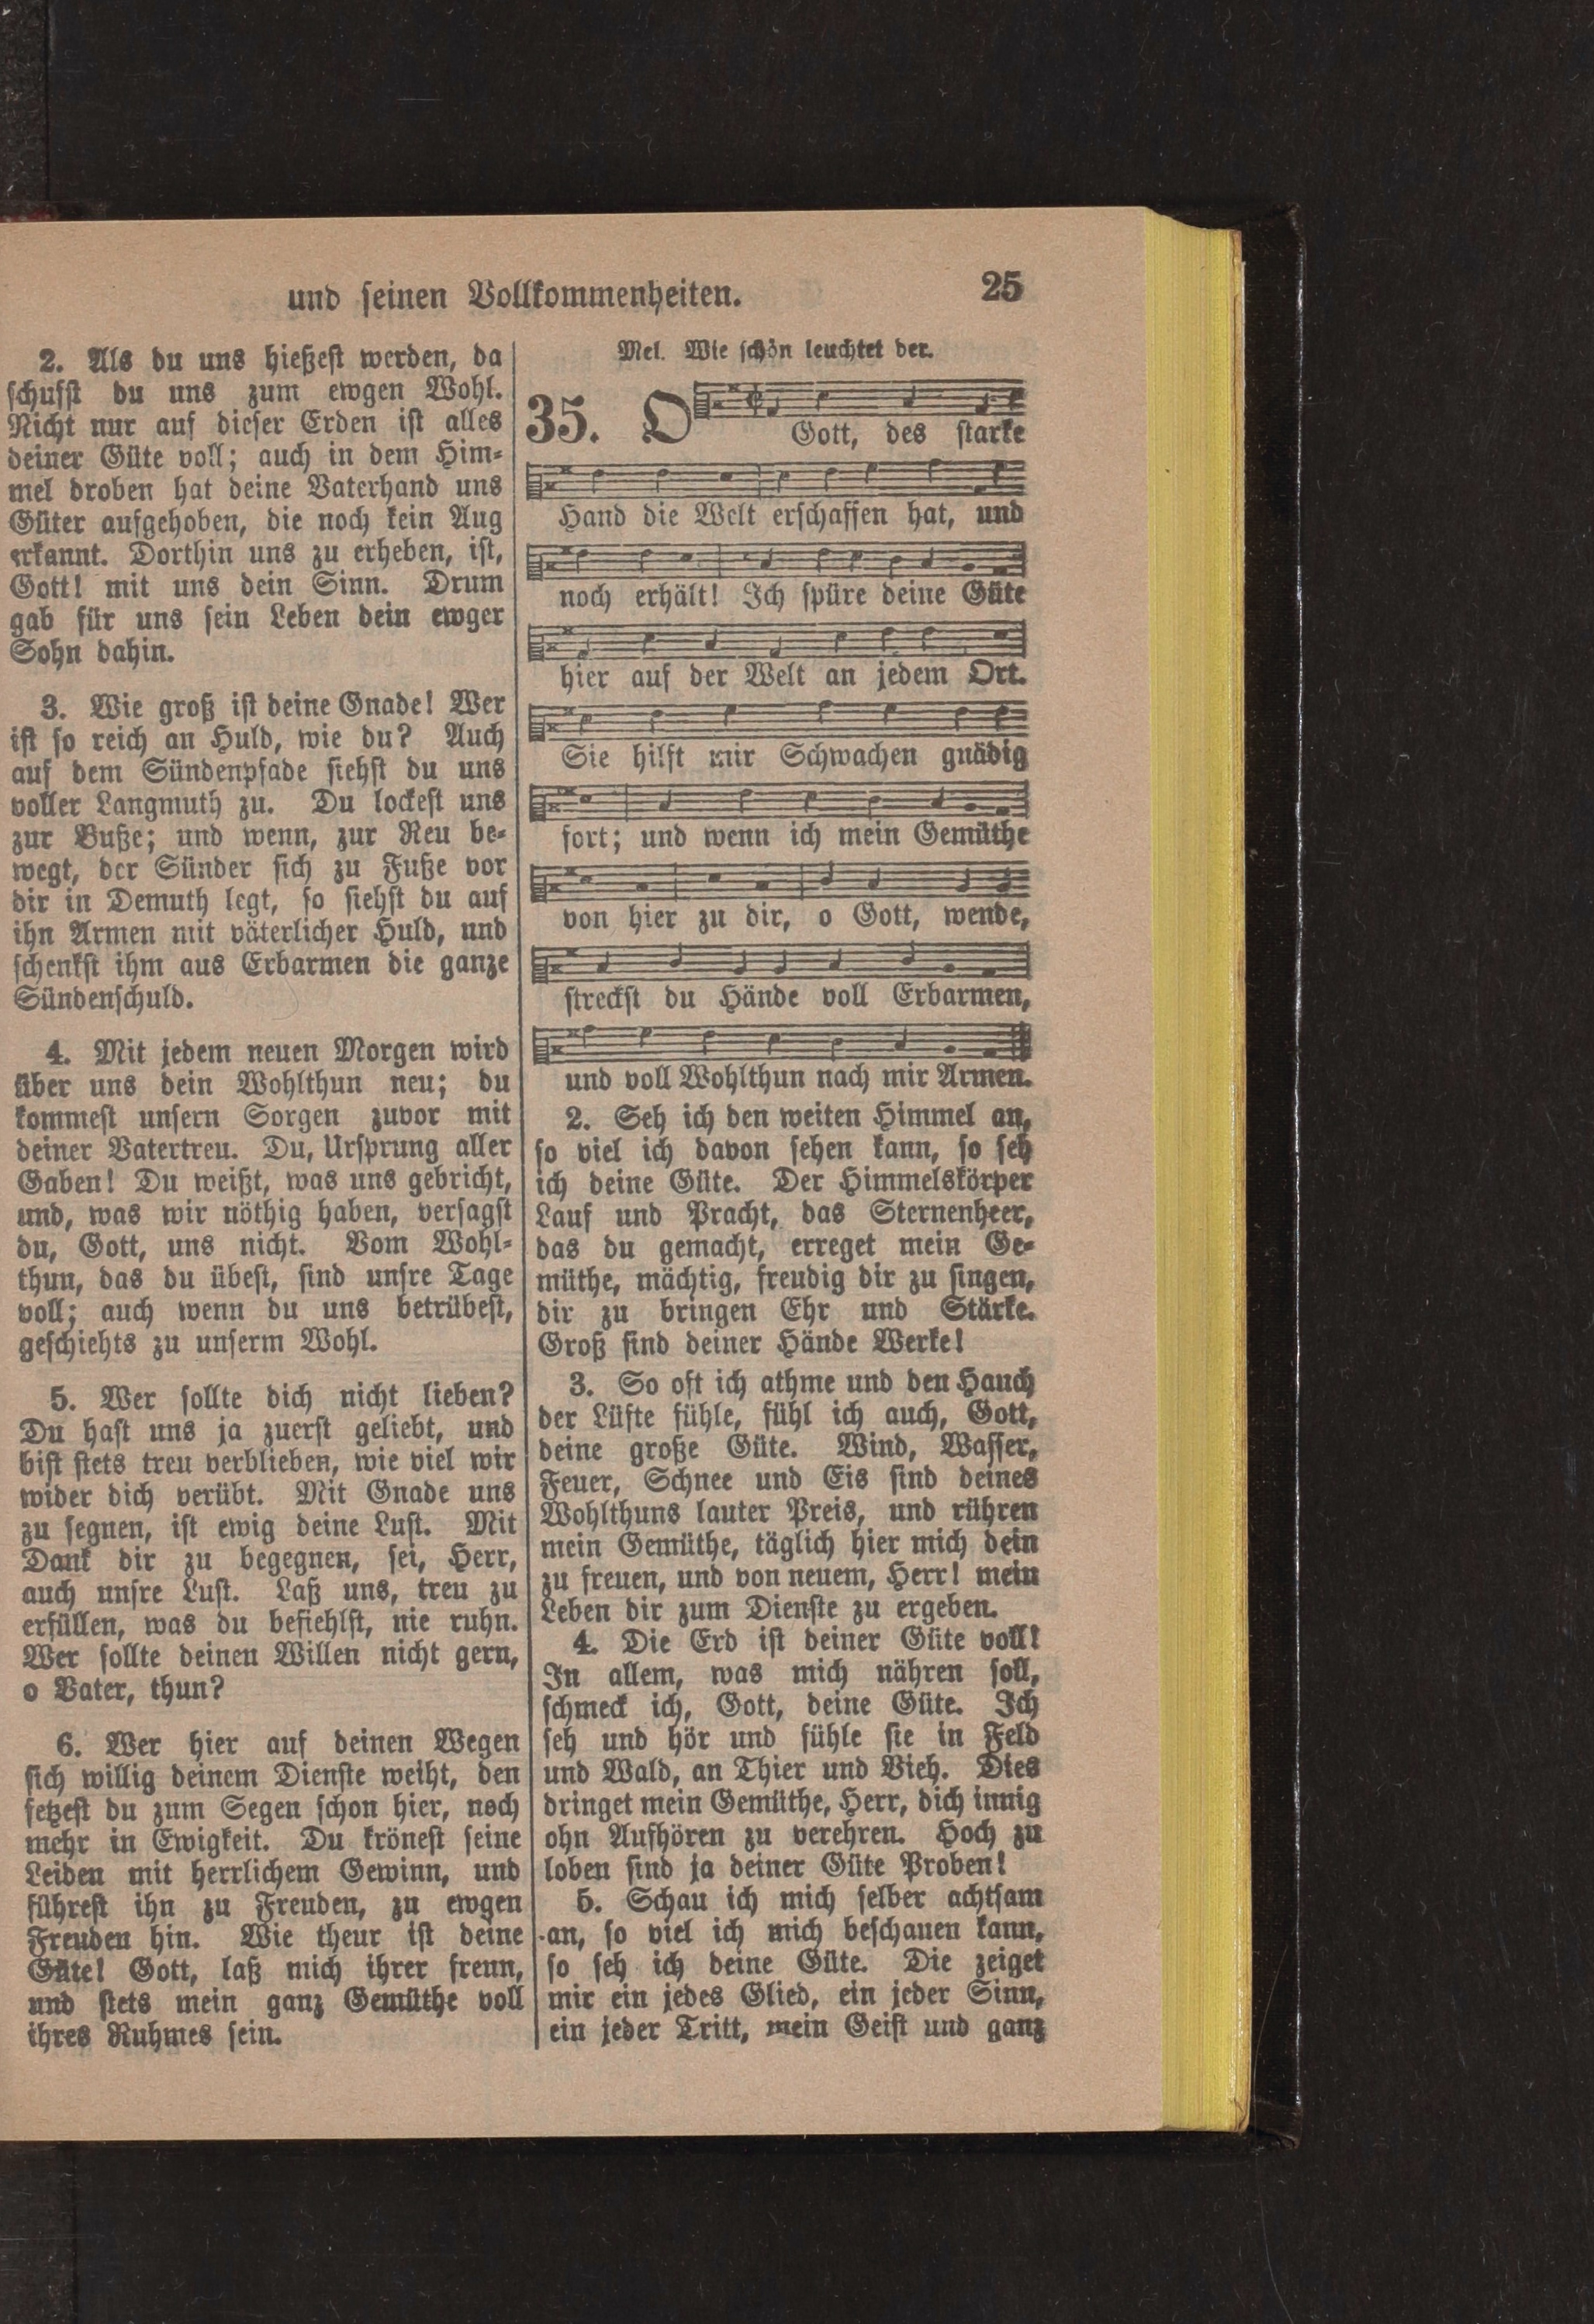 und seinen Vollkommenheiten.
25
2. Als du uns hießest werden, da
schufst du uns zum ewgen Wohl.
Nicht nur auf dieser Erden ist alles
deiner Güte voll; auch in dem Him-
mel droben hat deine Vaterhand uns
Güter aufgehoben, die noch kein Aug
erkannt. Dorthin uns zu erheben, ist,
Gott! mit uns dein Sinn. Drum
gab für uns sein Leben dein ewger
Sohn dahin.
3. Wie groß ist deine Gnade! Wer
ist so reich an Huld, wie du? Auch
auf dem Sündenpfade siehst du uns
voller Langmuth zu. Du lockest uns
zur Buße; und wenn, zur Reu be-
wegt, der Sünder sich zu Fuße vor
dir in Demuth legt, so siehst du auf
ihn Armen mit väterlicher Huld, und
schenkst ihm aus Erbarmen die ganze
Sündenschuld.
4. Mit jedem neuen Morgen wird
über uns dein Wohlthun neu; du
kommest unsern Sorgen zuvor mit
deiner Vatertreu. Du, Ursprung aller
Gaben! Du weißt, was uns gebricht,
und, was wir nöthig haben, versagst
du, Gott, uns nicht. Vom Wohl-
thun, das du übest, sind unsre Tage
voll; auch wenn du uns betrübest,
geschiehts zu unserm Wohl.
5. Wer sollte dich nicht lieben?
Du hast uns ja zuerst geliebt, und
bist stets treu verblieben, wie viel wir
wider dich verübt. Mit Gnade uns
zu segnen, ist ewig deine Lust. Mit
Dank dir zu begegnen, sei, Herr,
auch unsre Lust. Laß uns, treu zu
erfüllen, was du befiehlst, nie ruhn.
Wer sollte deinen Willen nicht gern,
o Vater, thun?
6. Wer hier auf deinen Wegen
sich willig deinem Dienste weiht, den
setzest du zum Segen schon hier, noch
mehr in Ewigkeit. Du krönest seine
Leiden mit herrlichem Gewinn, und
führest ihn zu Freuden, zu ewgen
Freuden hin. Wie theur ist deine
Güte! Gott, laß mich ihrer freun,
und stets mein ganz Gemüthe voll
ihres Ruhmes sein.
Mel. Wie schön leuchtet der.
35. O Gott, des starke
Hand die Welt erschaffen hat, und
noch erhält! Ich spüre deine Güte
hier auf der Welt an jedem Ort.
Sie hilft mir Schwachen gnädig
fort; und wenn ich mein Gemüthe
von hier zu dir, o Gott, wende,
streckst du Hände voll Erbarmen,
und voll Wohlthun nach mir Armen.
2. Seh ich den weiten Himmel an,
so viel ich davon sehen kann, so seh
ich deine Güte. Der Himmelskörper
Lauf und Pracht, das Sternenheer,
das du gemacht, erreget mein Ge-
müthe, mächtig, freudig dir zu singen,
dir zu bringen Ehr und Stärke.
Groß sind deiner Hände Werke!
3. So oft ich athme und den Hauch
der Lüfte fühle, fühl ich auch, Gott,
deine große Güte. Wind, Wasser,
Feuer, Schnee und Eis sind deines
Wohlthuns lauter Preis, und rühren
mein Gemüthe, täglich hier mich dein
zu freuen, und von neuem, Herr! mein
Leben dir zum Dienste zu ergeben.
4. Die Erd ist deiner Güte voll!
In allem, was mich nähren soll,
schmeck ich, Gott, deine Güte. Ich
seh und hör und fühle sie in Feld
und Wald, an Thier und Vieh. Dies
dringet mein Gemüthe, Herr, dich innig
ohn Aufhören zu verehren. Hoch zu
loben sind ja deiner Güte Proben!
5. Schau ich mich selber achtsam
an, so viel ich mich beschauen kann,
so seh ich deine Güte. Die zeiget
mir ein jedes Glied, ein jeder Sinn,
ein jeder Tritt, mein Geist und ganz